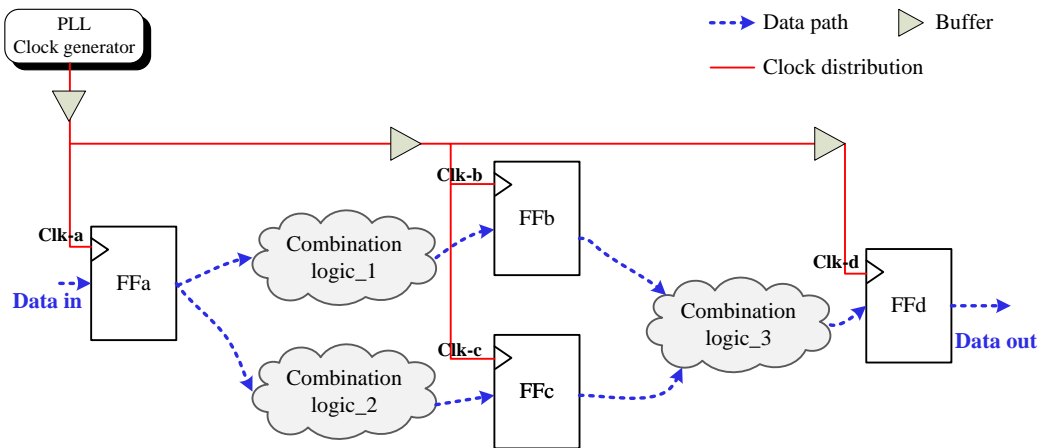 PLL
Clock generator
Data path
Buffer
Clock distribution
Clk-b
FFb
Clk-a
FFa
Data in
Combination
logic_1
Clk-d
FFd
Data out
Combination
logic_3
Clk-c
FFc
Combination
logic_2